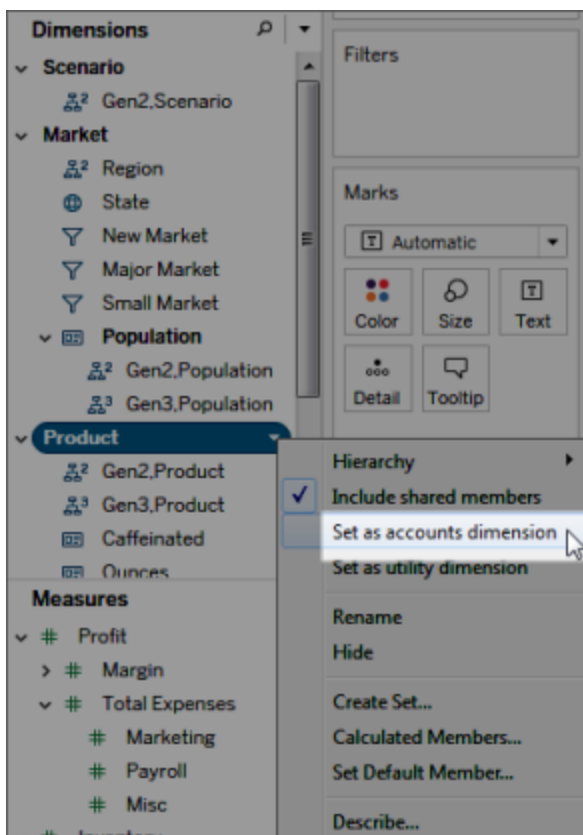 Dimensions
Scenario
Gen2,Scenario
Market
Region
State
New Market
Major Market
Small Market
Population
Gen2,Population
Gen3,Population
Product
Gen2,Product
Gen3,Product
Caffeinated
Ounces
Measures
Profit
Margin
Total Expenses
Marketing
Payroll
Misc
Inventory
Filters
Marks
Automatic
Color
Size
Text
Detail
Tooltip
Hierarchy
Include shared members
Set as accounts dimension
Set as utility dimension
Rename
Hide
Create Set...
Calculated Members...
Set Default Member...
Describe...